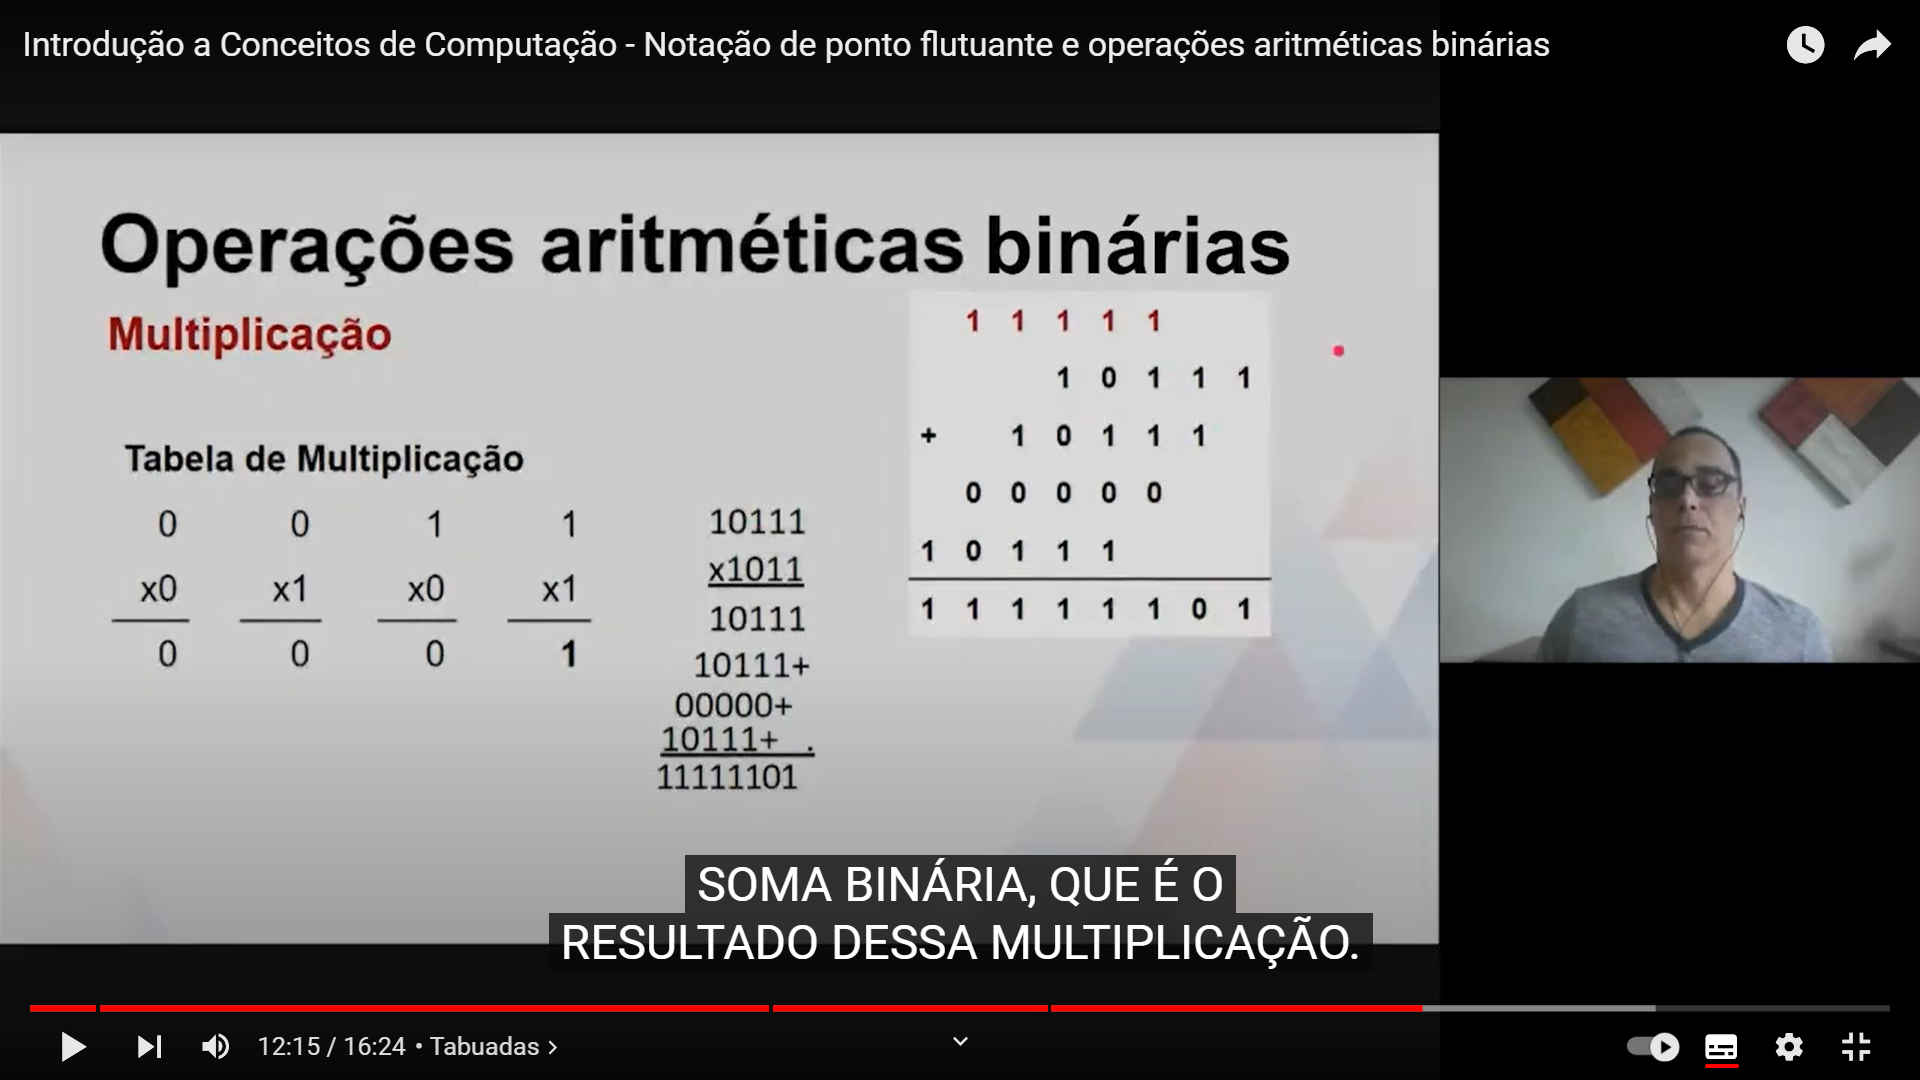 Introdução a Conceitos de Computação - Notação de ponto flutuante e operações aritméticas binárias
Operações aritméticas binárias
Multiplicação
Tabela de Multiplicação
0 0 1 1
x0 x1 x0 x1
0 0 0 1
10111
x1011
10111
10111+
00000+
10111+ .
11111101
1 1 1 1 1
1 0 1 1 1
+ 1 0 1 1 1
0 0 0 0 0
1 0 1 1 1
1 1 1 1 1 1 0 1
SOMA BINÁRIA, QUE É O
RESULTADO DESSA MULTIPLICAÇÃO.
12:15 / 16:24 • Tabuadas >